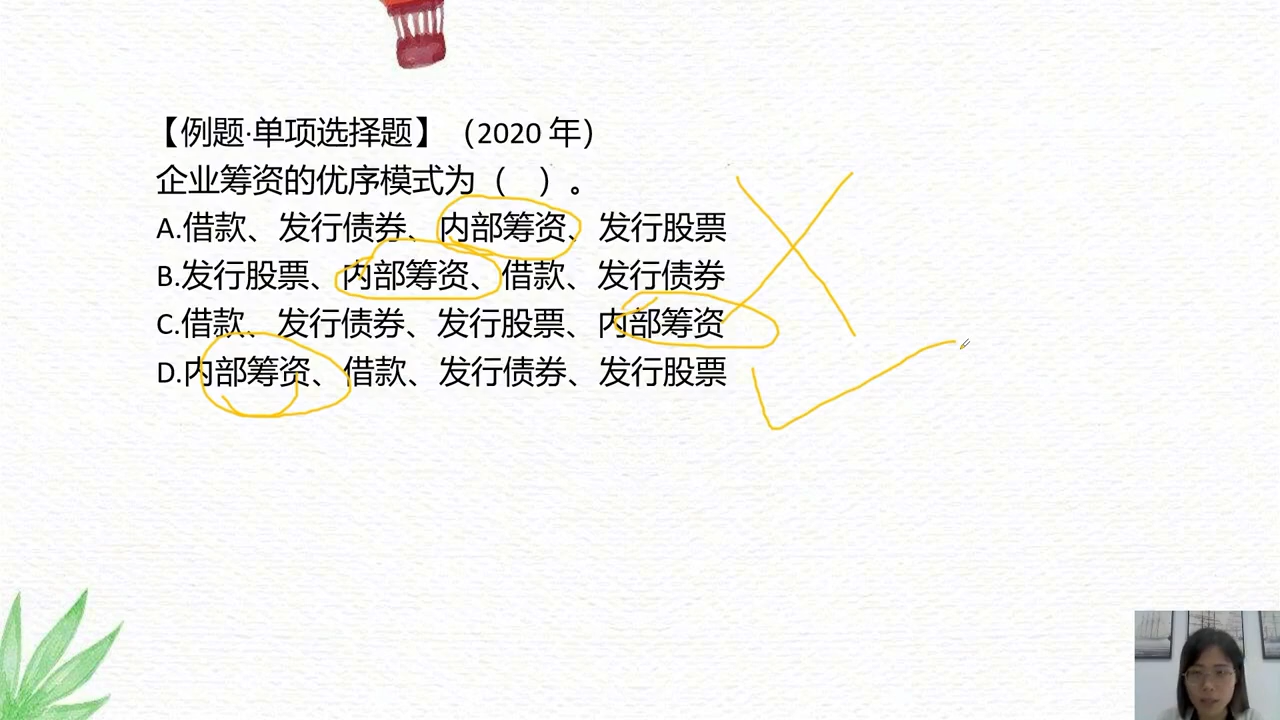 【例题·单项选择题】（2020 年）
企业筹资的优序模式为（ ）。
A.借款、发行债券、内部筹资、发行股票
B.发行股票、内部筹资、借款、发行债券
C.借款、发行债券、发行股票、内部筹资
D.内部筹资、借款、发行债券、发行股票